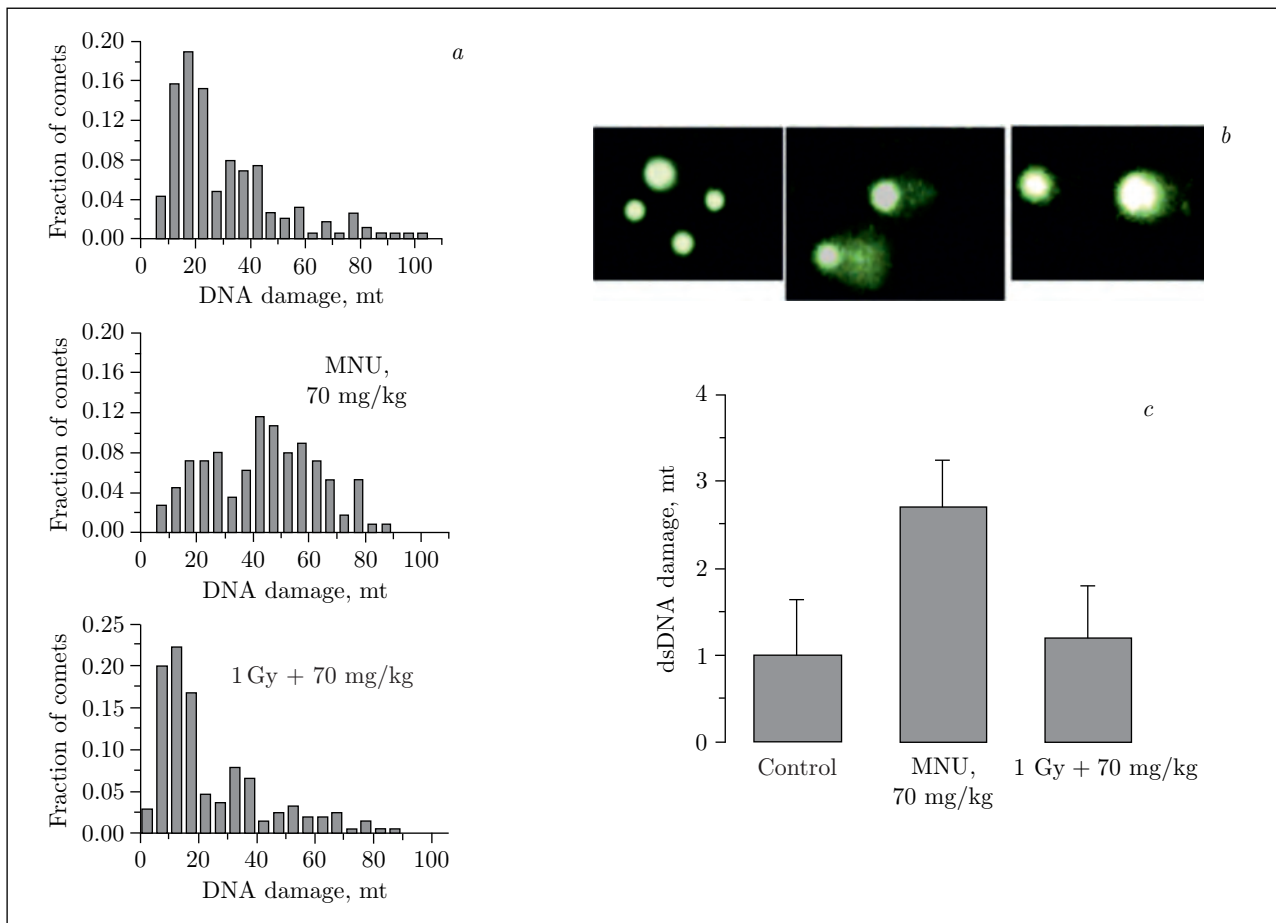 a
0.20
0.16
0.12
0.08
0.04
0.00
Fraction of comets
0 20 40 60 80 100
DNA damage, mt
0.20
0.16
0.12
0.08
0.04
0.00
Fraction of comets
MNU,
70 mg/kg
0 20 40 60 80 100
DNA damage, mt
0.25
0.20
0.15
0.10
0.05
0.00
Fraction of comets
1 Gy + 70 mg/kg
0 20 40 60 80 100
DNA damage, mt
b
c
4
3
2
1
0
dsDNA damage, mt
Control
MNU,
70 mg/kg
1 Gy + 70 mg/kg